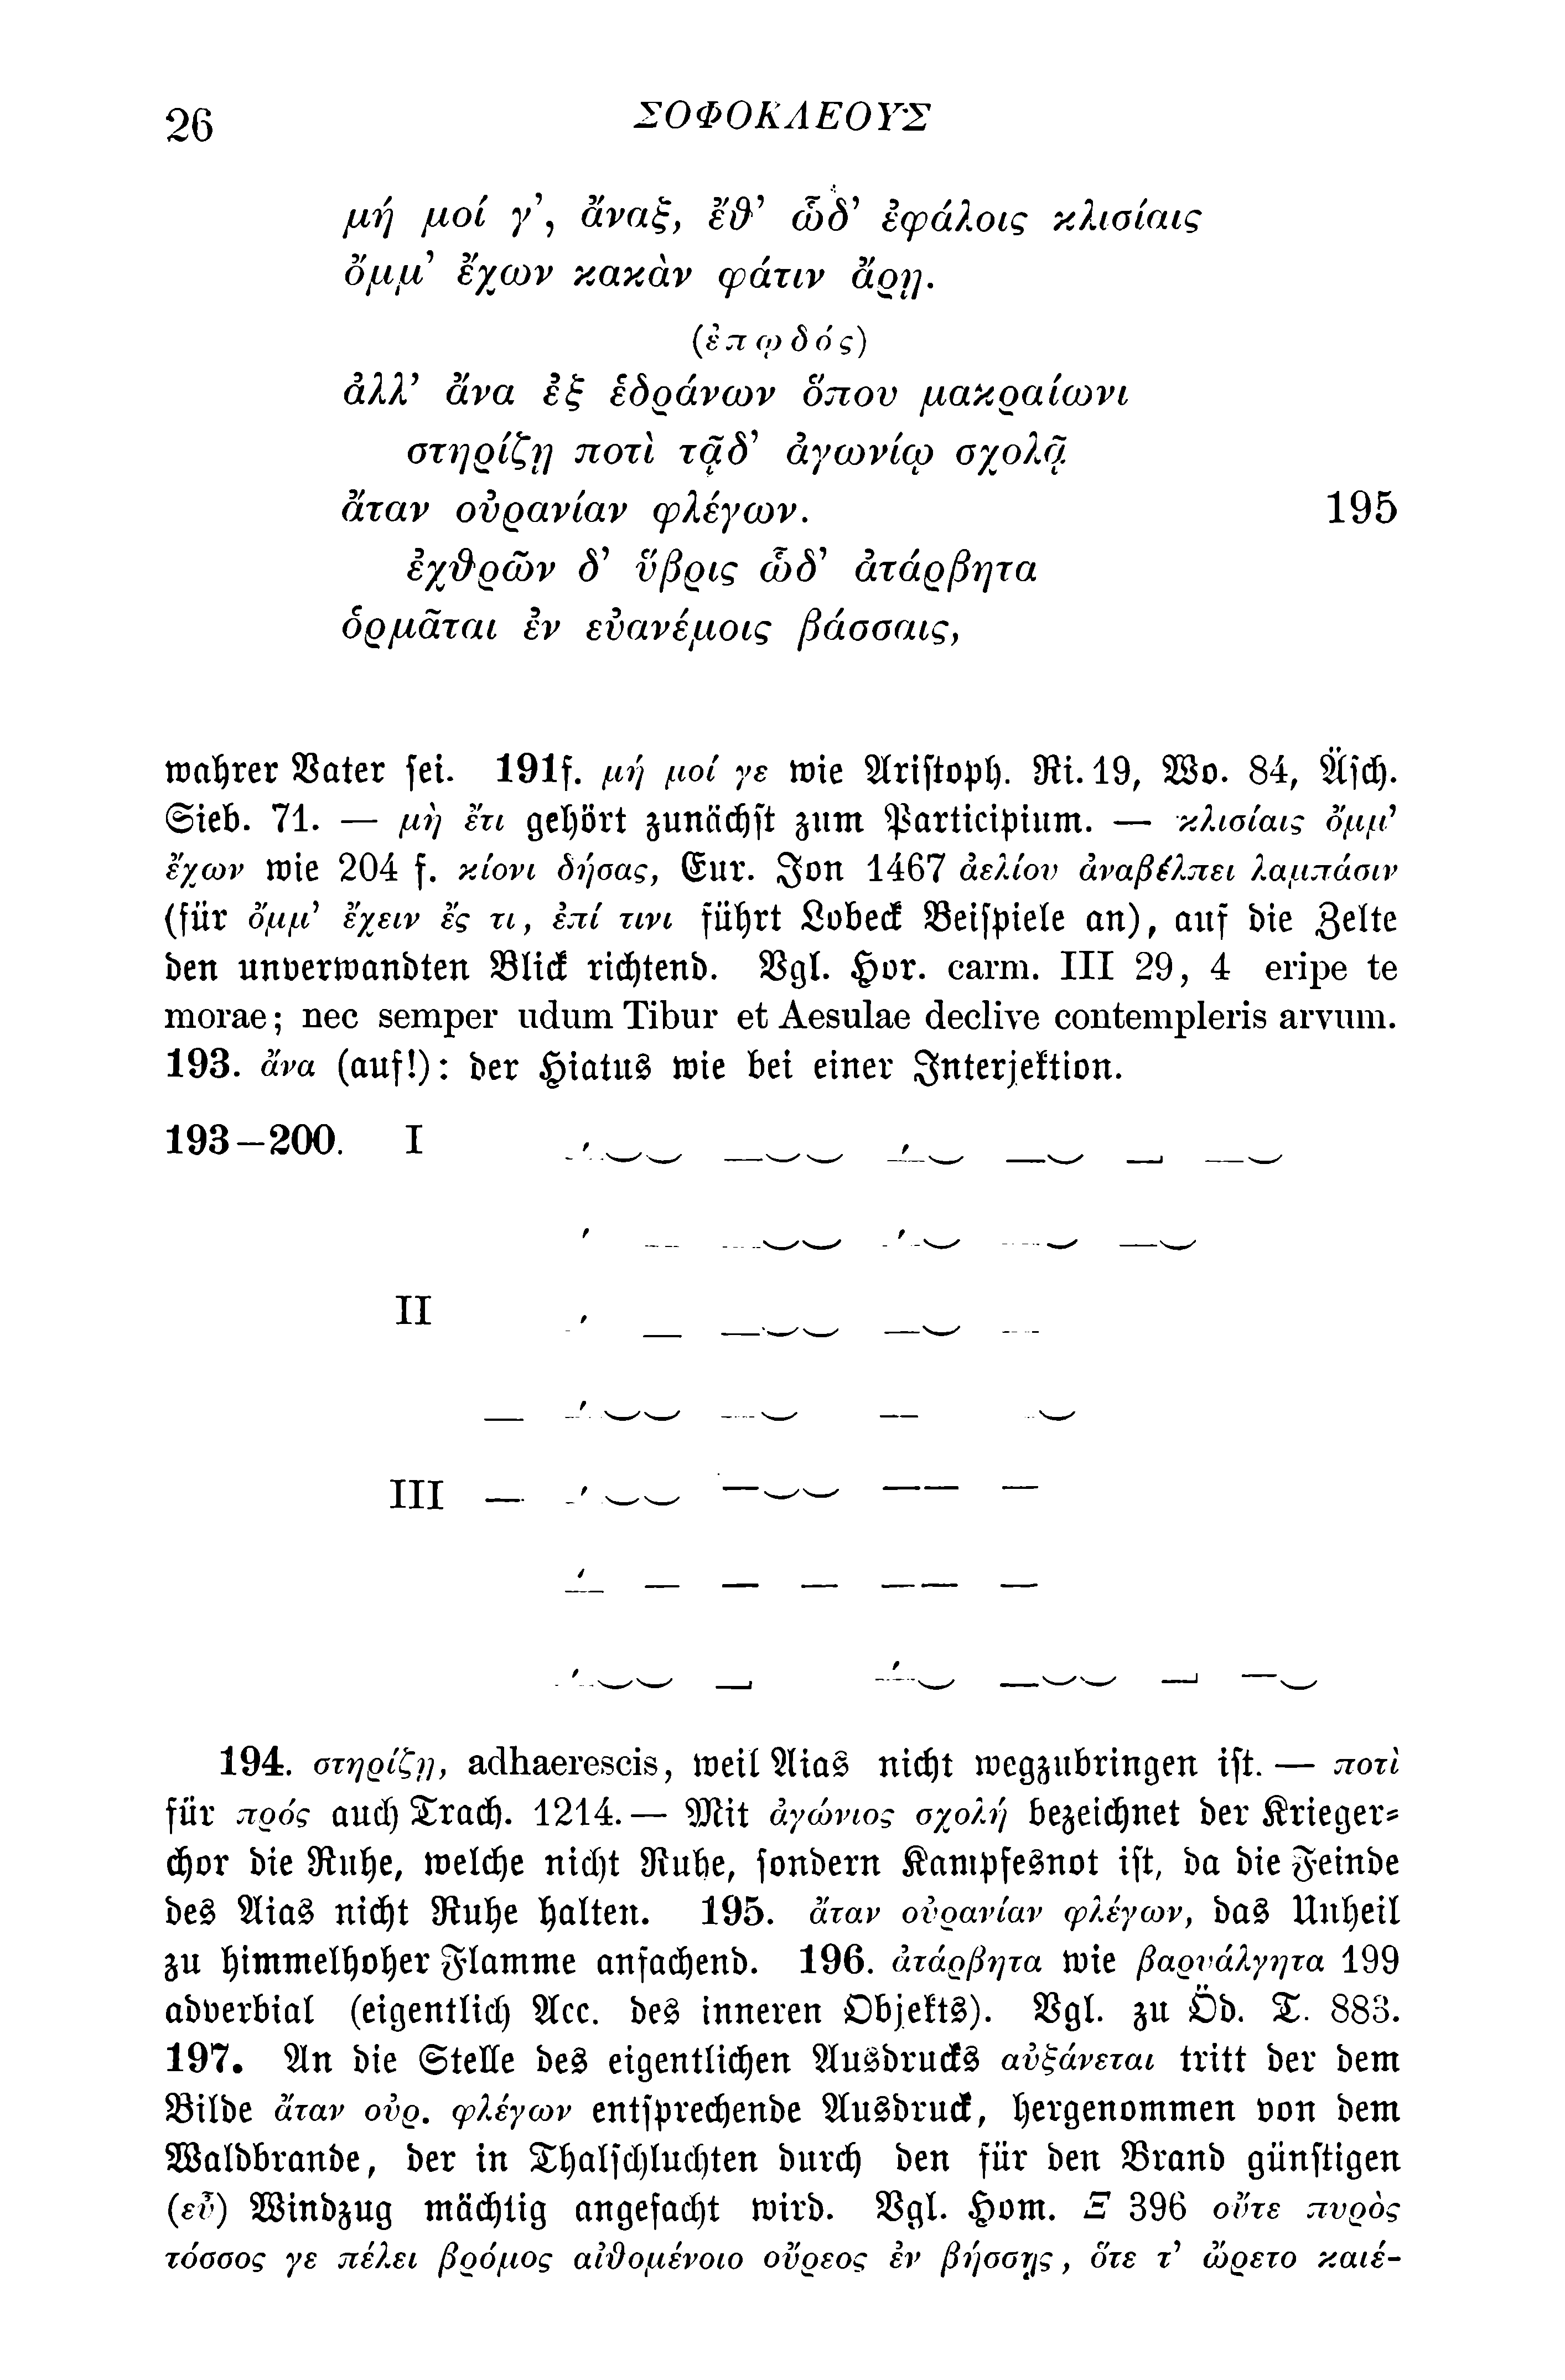 26
ΣΟΦΟΚΛΕΟΥΣ
μή μοί γ’, ἄναξ, ἔθ’ ὧδ’ ἐφάλοις κλισίαις
ὄμμ’ ἔχων κακὰν φάτιν ἄρῃ.
(ἐπῳδός)
ἀλλ’ ἄνα ἐξ ἑδράνων ὅπου μακραίωνι
στηρίζῃ ποτὶ τᾷδ’ ἀγωνίῳ σχολᾷ
ἄταν οὐρανίαν φλέγων. 195
ἐχθρῶν δ’ ὕβρις ὧδ’ ἀτάρβητα
ὁρμᾶται ἐν εὐανέμοις βάσσαις,
wahrer Vater sei. 191f. μή μοί γε wie Aristoph. Ri. 19, Wo. 84, Äsch.
Sieb. 71. — μὴ ἔτι gehört zunächst zum Participium. — κλισίαις ὄμμ’
ἔχων wie 204 f. κίονι δήσας, Eur. Jon 1467 ἀελίου ἀναβέλπει λαμπάσιν
(für ὄμμ’ ἔχειν ἔς τι, ἐπί τινι führt Lobeck Beispiele an), auf die Zelte
den unverwandten Blick richtend. Vgl. Hor. carm. III 29, 4 eripe te
morae; nec semper udum Tibur et Aesulae declive contempleris arvum.
193. ἄνα (auf!): der Hiatus wie bei einer Interjektion.
193–200. I
II
III
194. στηρίζῃ, adhaerescis, weil Aias nicht wegzubringen ist. — ποτὶ
für πρός auch Trach. 1214. — Mit ἀγώνιος σχολή bezeichnet der Krieger-
chor die Ruhe, welche nicht Ruhe, sondern Kampfesnot ist, da die Feinde
des Aias nicht Ruhe halten. 195. ἄταν οὐρανίαν φλέγων, das Unheil
zu himmelhoher Flamme anfachend. 196. ἀτάρβητα wie βαρυάλγητα 199
adverbial (eigentlich Acc. des inneren Objekts). Vgl. zu Öd. T. 883.
197. An die Stelle des eigentlichen Ausdrucks αὐξάνεται tritt der dem
Bilde ἄταν οὐρ. φλέγων entsprechende Ausdruck, hergenommen von dem
Waldbrande, der in Thalschluchten durch den für den Brand günstigen
(εὖ) Windzug mächtig angefacht wird. Vgl. Hom. Ξ 396 οὔτε πυρὸς
τόσσος γε πέλει βρόμος αἰθομένοιο οὔρεος ἐν βήσσῃς, ὅτε τ’ ὤρετο καιέ-